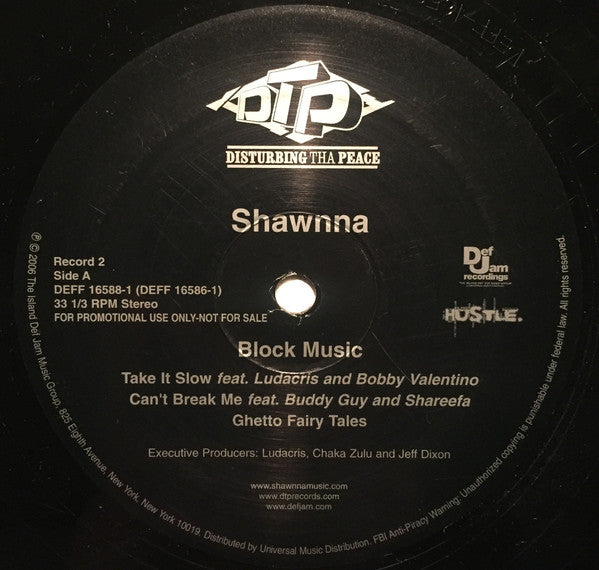 DTP
DISTURBING THA PEACE
Shawnna
Record 2
Side A
DEFF 16588-1 (DEFF 16586-1)
33 1/3 RPM Stereo
FOR PROMOTIONAL USE ONLY-NOT FOR SALE
Def
Jam
recordings
HUSTLE.
Block Music
Take It Slow feat. Ludacris and Bobby Valentino
Can't Break Me feat. Buddy Guy and Shareefa
Ghetto Fairy Tales
Executive Producers: Ludacris, Chaka Zulu and Jeff Dixon
www.shawnnamusic.com
www.dtprecords.com
www.defjam.com
℗ © 2006 The Island Def Jam Music Group, 825 Eighth Avenue, New York, New York 10019. Distributed by Universal Music Distribution. FBI Anti-Piracy Warning: Unauthorized copying is punishable under federal law. All rights reserved.